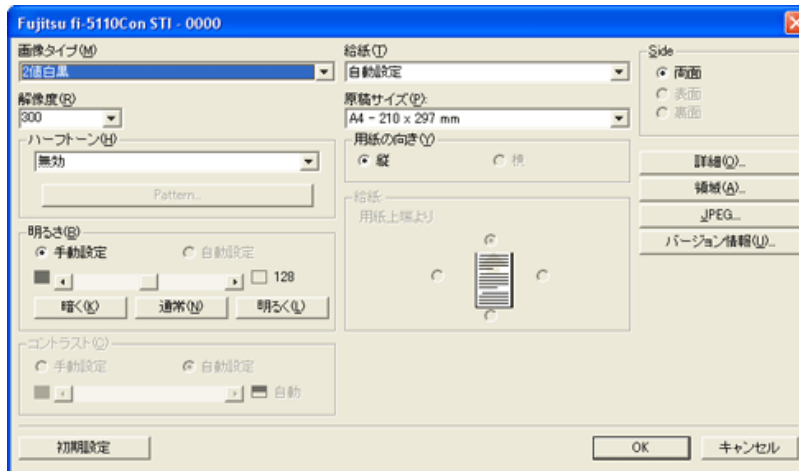 Fujitsu fi-5110Con STI - 0000
画像タイプ(M)
2値白黒
解像度(R)
300
ハーフトーン(H)
無効
Pattern...
明るさ(B)
手動設定
自動設定
128
暗く(K)
通常(N)
明るく(L)
コントラスト(C)
手動設定
自動設定
自動
初期設定
給紙(T)
自動設定
原稿サイズ(P):
A4 - 210 x 297 mm
用紙の向き(Y)
縦
横
給紙:
用紙上端より
Side
両面
表面
裏面
詳細(O)...
領域(A)...
JPEG...
バージョン情報(U)...
OK
キャンセル